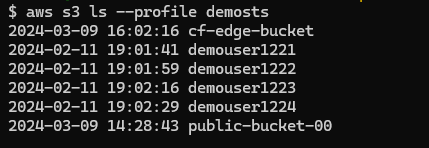 $ aws s3 ls --profile demosts
2024-03-09 16:02:16 cf-edge-bucket
2024-02-11 19:01:41 demouser1221
2024-02-11 19:01:59 demouser1222
2024-02-11 19:02:16 demouser1223
2024-02-11 19:02:29 demouser1224
2024-03-09 14:28:43 public-bucket-00